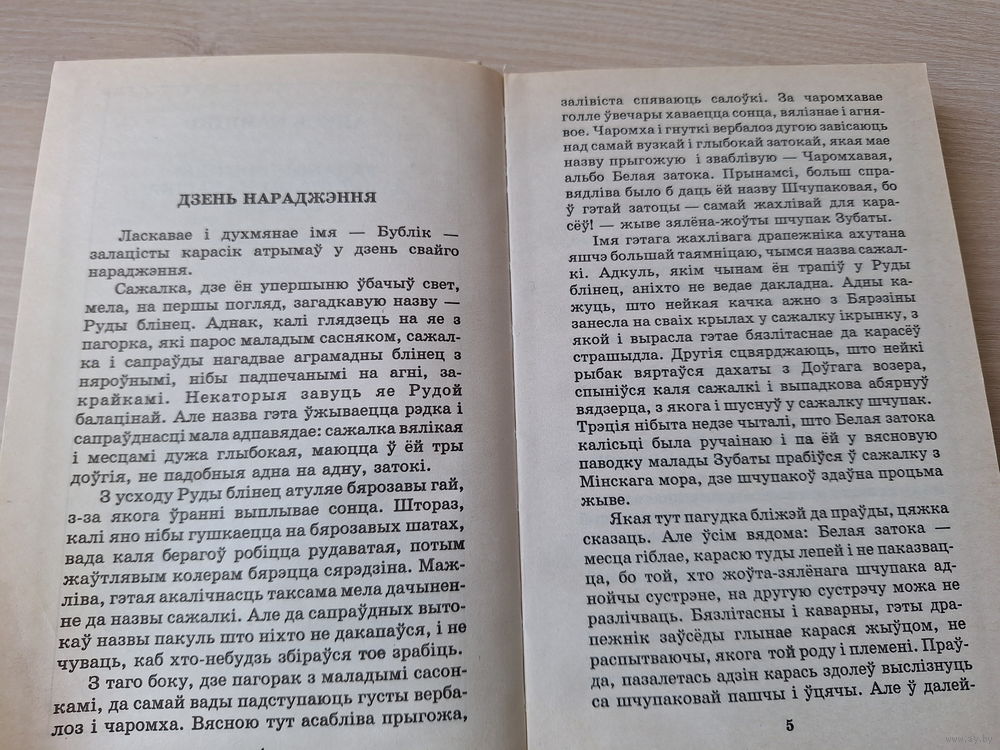 ДЗЕНЬ НАРАДЖЭННЯ
Ласкавае і духмянае імя — Бублік —
залацісты карасік атрымаў у дзень свайго
нараджэння.
Сажалка, дзе ён упершыню ўбачыў свет,
мела, на першы погляд, загадкавую назву —
Руды блінец. Аднак, калі глядзець на яе з
пагорка, які парос маладым сасняком, сажал-
ка і сапраўды нагадвае аграмадны блінец з
няроўнымі, нібы падпечанымі на агні, за-
крайкамі. Некаторыя завуць яе Рудой
балацінай. Але назва гэта ўжываецца рэдка і
сапраўднасці мала адпавядае: сажалка вялікая
і месцамі дужа глыбокая, маюцца ў ёй тры
доўгія, не падобныя адна на адну, затокі.
З усходу Руды блінец атуляе бярозавы гай,
з-за якога ўранні выплывае сонца. Штораз,
калі яно нібы гушкаецца на бярозавых шатах,
вада каля берагоў робіцца рудаватая, потым
жаўтлявым колерам бярэцца сярэдзіна. Маж-
ліва, гэтая акалічнасць таксама мела дачынен-
не да назвы сажалкі. Але да сапраўдных выто-
каў назвы пакуль што ніхто не дакапаўся, і не
чуваць, каб хто-небудзь збіраўся тое зрабіць.
З таго боку, дзе пагорак з маладымі сасон-
камі, да самай вады падступаюць густы верба-
лоз і чаромха. Вясною тут асабліва прыгожа,
залівіста спяваюць салоўкі. За чаромхавае
голле ўвечары хаваецца сонца, вялізнае і агня-
вое. Чаромха і гнуткі вербалоз дугою завісаюць
над самай вузкай і глыбокай затокай, якая мае
назву прыгожую і звабліўую — Чаромхавая,
альбо Белая затока. Прынамсі, больш спра-
вядліва было б даць ёй назву Шчупаковая, бо
ў гэтай затоцы — самай жахлівай для кара-
сёў! — жыве зялёна-жоўты шчупак Зубаты.
Імя гэтага жахлівага драпежніка ахутана
яшчэ большай таямніцаю, чымся назва сажал-
кі. Адкуль, якім чынам ён трапіў у Руды
блінец, аніхто не ведае дакладна. Адны ка-
жуць, што нейкая качка ажно з Бярэзіны
занесла на сваіх крылах у сажалку ікрынку, з
якой і вырасла гэтае бязлітаснае да карасёў
страшыдла. Другія сцвярджаюць, што нейкі
рыбак вяртаўся дахаты з Доўгага возера,
спыніўся каля сажалкі і выпадкова абярнуў
вядзерца, з якога і шуснуў у сажалку шчупак.
Трэція нібыта недзе чыталі, што Белая затока
калісьці была ручаінаю і па ёй у вясновую
паводку малады Зубаты прабіўся ў сажалку з
Мінскага мора, дзе шчупакоў здаўна процьма
жыве.
Якая тут пагудка бліжэй да праўды, цяжка
сказаць. Але ўсім вядома: Белая затока —
месца гіблае, карасю туды лепей і не паказвац-
ца, бо той, хто жоўта-зялёнага шчупака ад-
нойчы сустрэне, на другую сустрэчу можа не
разлічваць. Бязлітасны і каварны, гэты дра-
пежнік заўсёды глынае карася жыўцом, не
распытваючы, якога той роду і племені. Праў-
да, пазалетась адзін карась здолеў выслізнуць
са шчупаковай пашчы і ўцячы. Але ў далей-
5
www.ay.by